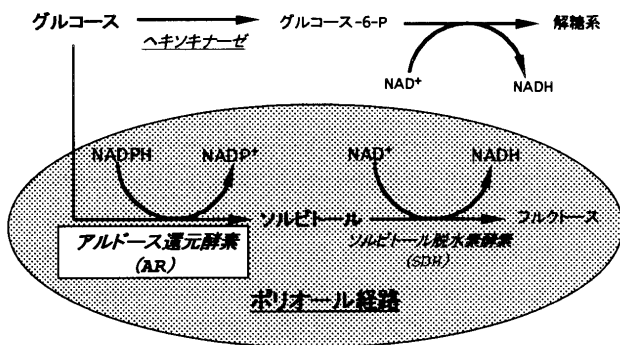 グルコース
ヘキソキナーゼ
グルコース-6-P
解糖系
NAD⁺
NADH
NADPH
NADP⁺
NAD⁺
NADH
ソルビトール
フルクトース
アルドース還元酵素
(AR)
ソルビトール脱水素酵素
(SDH)
ポリオール経路